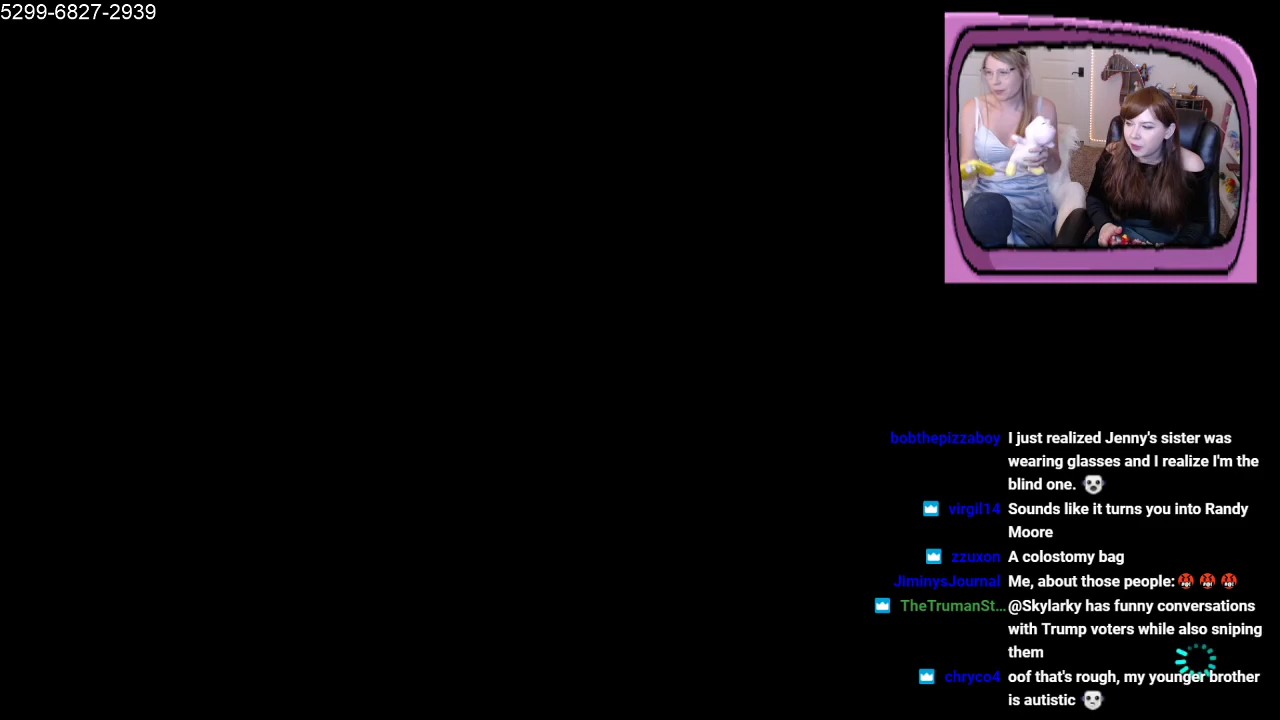 5299-6827-2939
bobthepizzaboy I just realized Jenny's sister was
wearing glasses and I realize I'm the
blind one.
virgil14 Sounds like it turns you into Randy
Moore
zzuxon A colostomy bag
JiminysJournal Me, about those people:
TheTrumanSt... @Skylarky has funny conversations
with Trump voters while also sniping
them
chryco4 oof that's rough, my younger brother
is autistic